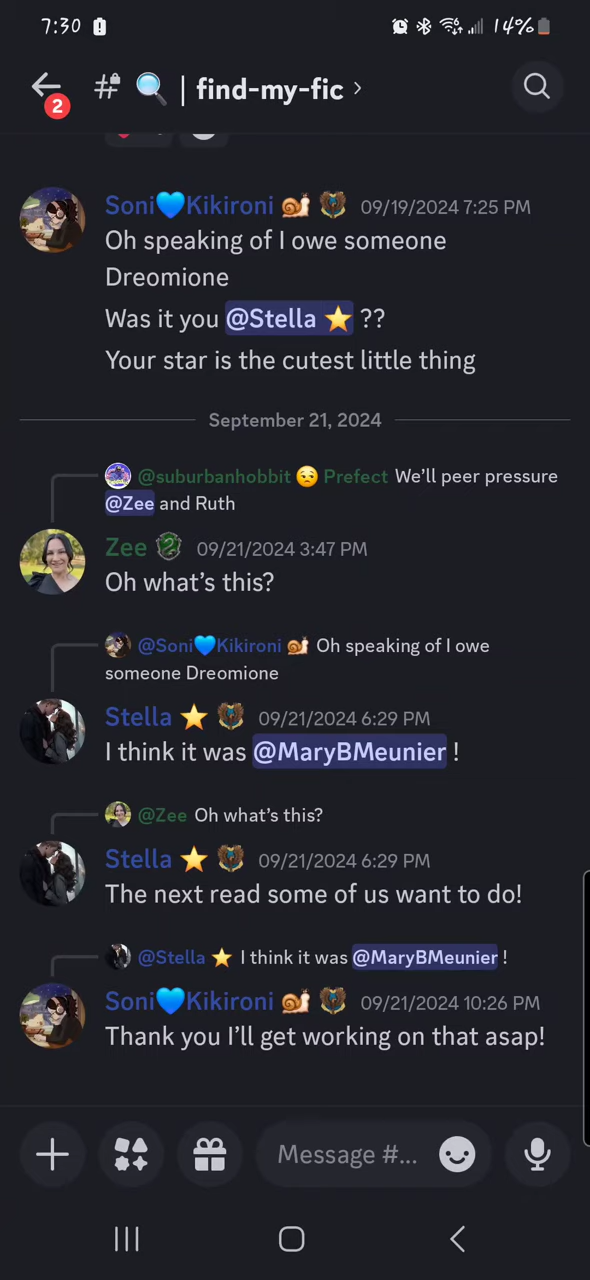 7:30 14%
2 # | find-my-fic >
Soni💙Kikironi 🐌 09/19/2024 7:25 PM
Oh speaking of I owe someone
Dreomione
Was it you @Stella ⭐ ??
Your star is the cutest little thing
September 21, 2024
@suburbanhobbit 😒 Prefect We'll peer pressure
@Zee and Ruth
Zee 09/21/2024 3:47 PM
Oh what's this?
@Soni💙Kikironi 🐌 Oh speaking of I owe
someone Dreomione
Stella ⭐ 09/21/2024 6:29 PM
I think it was @MaryBMeunier !
@Zee Oh what's this?
Stella ⭐ 09/21/2024 6:29 PM
The next read some of us want to do!
@Stella ⭐ I think it was @MaryBMeunier !
Soni💙Kikironi 🐌 09/21/2024 10:26 PM
Thank you I'll get working on that asap!
Message #...